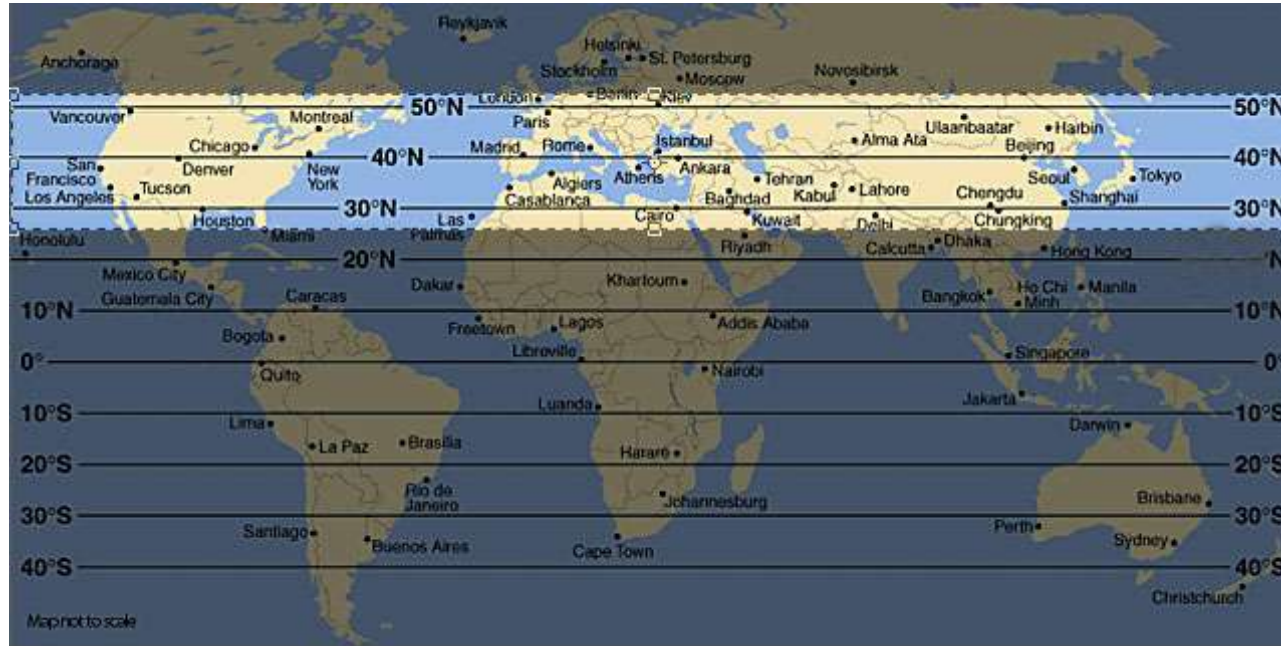 Reykjavik
Helsinki
Anchorage
St. Petersburg
Stockholm
Moscow
Novosibirsk
London
Berlin
Kiev
50°N
50°N
Vancouver
Montreal
Paris
Ulaanbaatar
Harbin
Istanbul
Chicago
Madrid
Rome
Alma Ata
Beijing
40°N
40°N
San
Francisco
Denver
New
York
Athens
Ankara
Seoul
Tokyo
Los Angeles
Tucson
Algiers
Casablanca
Tehran
Baghdad
Kabul
Lahore
Chengdu
Shanghai
30°N
30°N
Houston
Las
Palmas
Cairo
Kuwait
Delhi
Chungking
Honolulu
Miami
Riyadh
Calcutta
Dhaka
Hong Kong
20°N
°N
Mexico City
Guatemala City
Caracas
Dakar
Khartoum
Bangkok
Ho Chi
Minh
Manila
10°N
10°N
Freetown
Lagos
Addis Ababa
Bogota
Libreville
0°
0°
Quito
Nairobi
Singapore
Luanda
Jakarta
10°S
10°S
Lima
Darwin
La Paz
Brasilia
Harare
20°S
20°S
Rio de
Janeiro
Johannesburg
Brisbane
30°S
30°S
Santiago
Buenos Aires
Cape Town
Perth
Sydney
40°S
40°S
Christchurch
Map not to scale